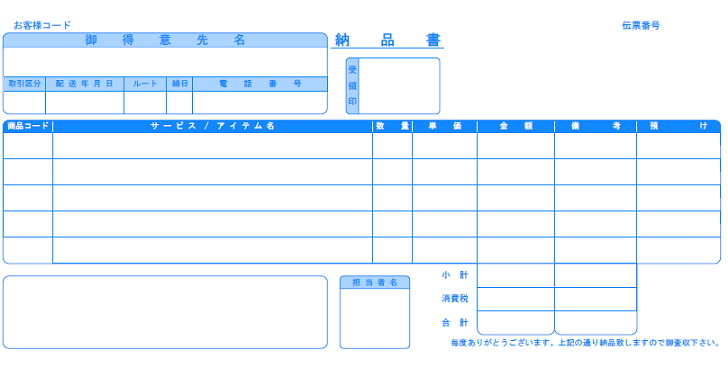 お客様コード
伝票番号
御得意先名
納品書
取引区分 配送年月日 ルート 締日 電話番号
受領印
商品コード サービス / アイテム名 数量 単価 金額 備考 預け
小計
担当者名
消費税
合計
毎度ありがとうございます。上記の通り納品致しますので御査収下さい。